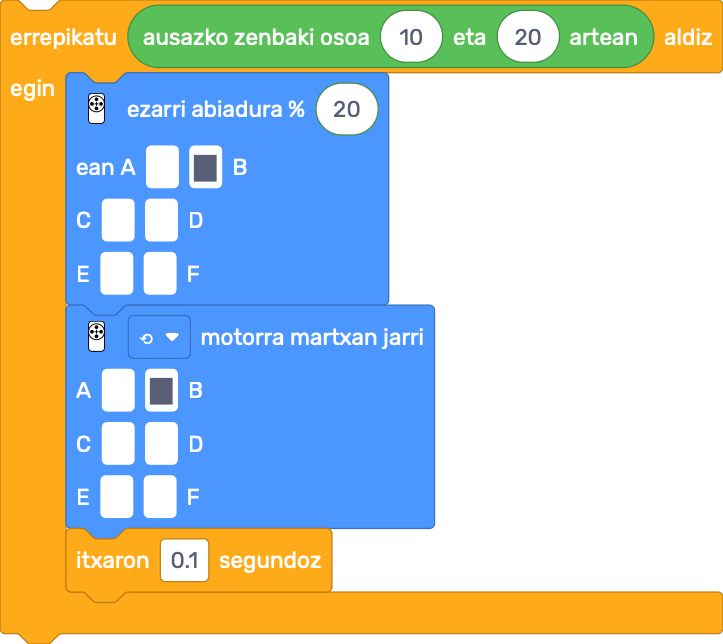 errepikatu ausazko zenbaki osoa 10 eta 20 artean aldiz
egin
ezarri abiadura % 20
ean A B
C D
E F
motorra martxan jarri
A B
C D
E F
itxaron 0.1 segundoz